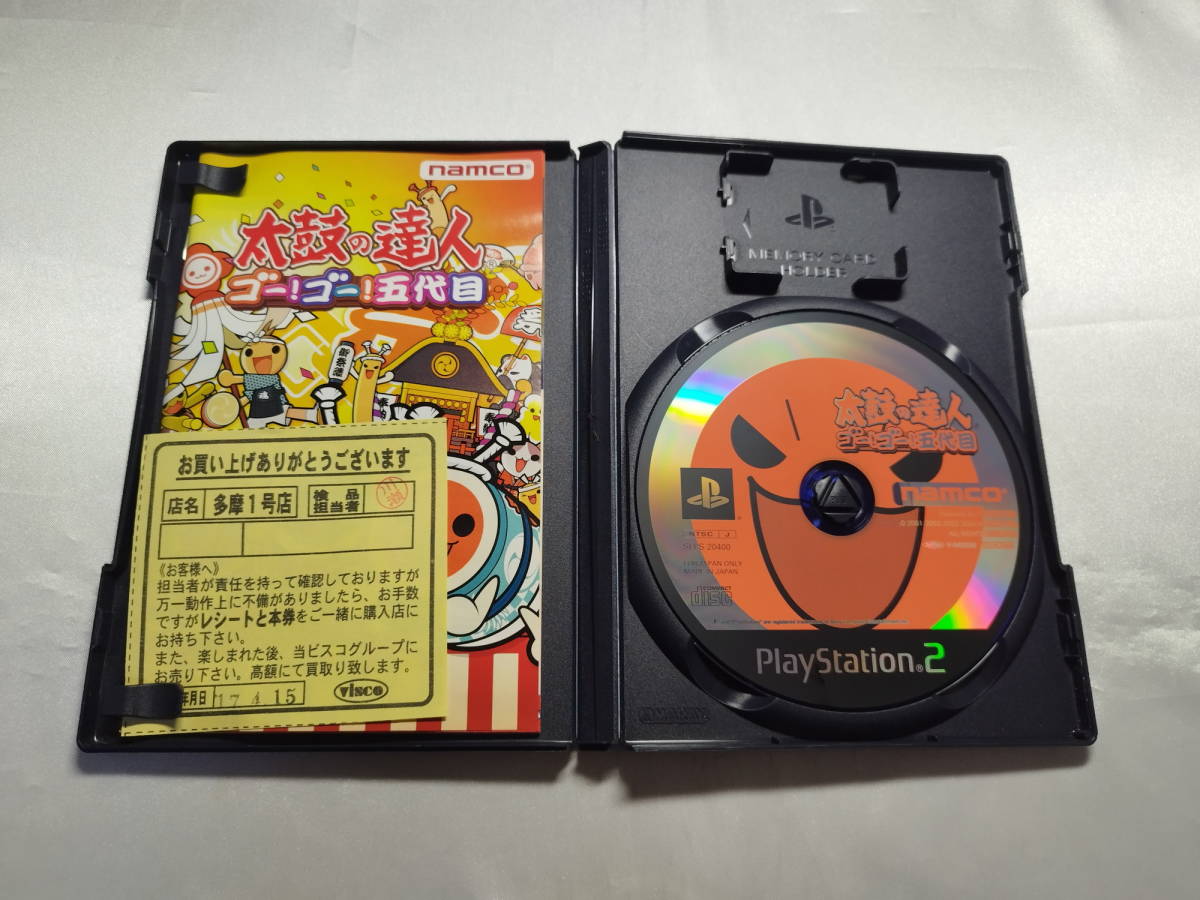 namco
太鼓の達人
ゴー!ゴー!五代目
お買い上げありがとうございます
店名
多摩1号店
検品
担当者
《お客様へ》
担当者が責任を持って確認しておりますが
万一動作上に不備がありましたら、お手数
ですがレシートと本券をご一緒に購入店に
お持ち下さい。
また、楽しまれた後、当ビスコグループに
お売り下さい。高額にて買取り致します。
年月日
17 4.15
visco
MEMORY CARD
HOLDER
太鼓の達人
ゴー!ゴー!五代目
namco
NTSC J
SLPS 20400
MADE IN JAPAN
COMPACT
disc
PlayStation 2